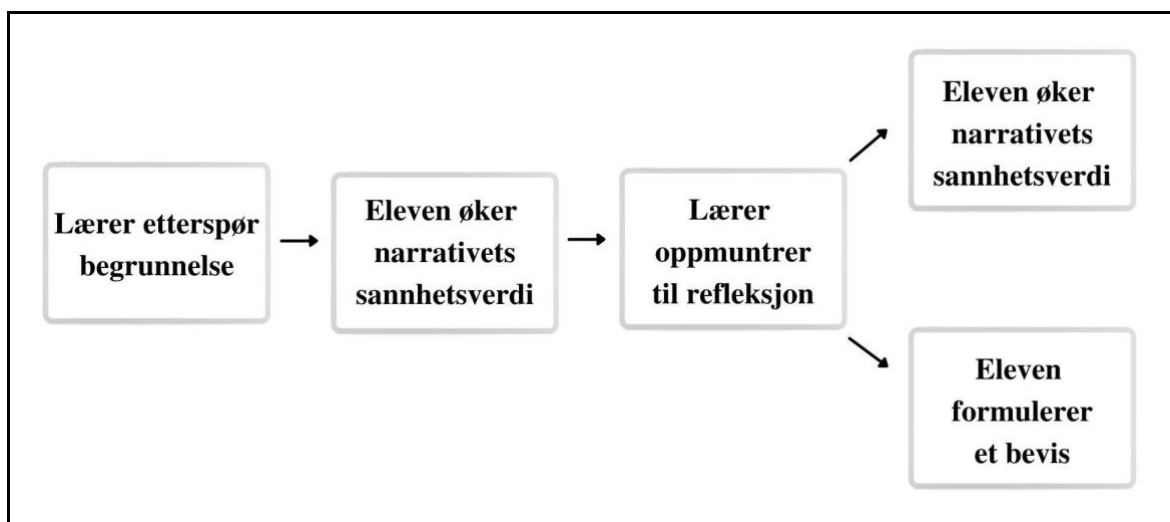 Lærer etterspør
begrunnelse
Eleven øker
narrativets
sannhetsverdi
Lærer
oppmuntrer
til refleksjon
Eleven øker
narrativets
sannhetsverdi
Eleven
formulerer
et bevis